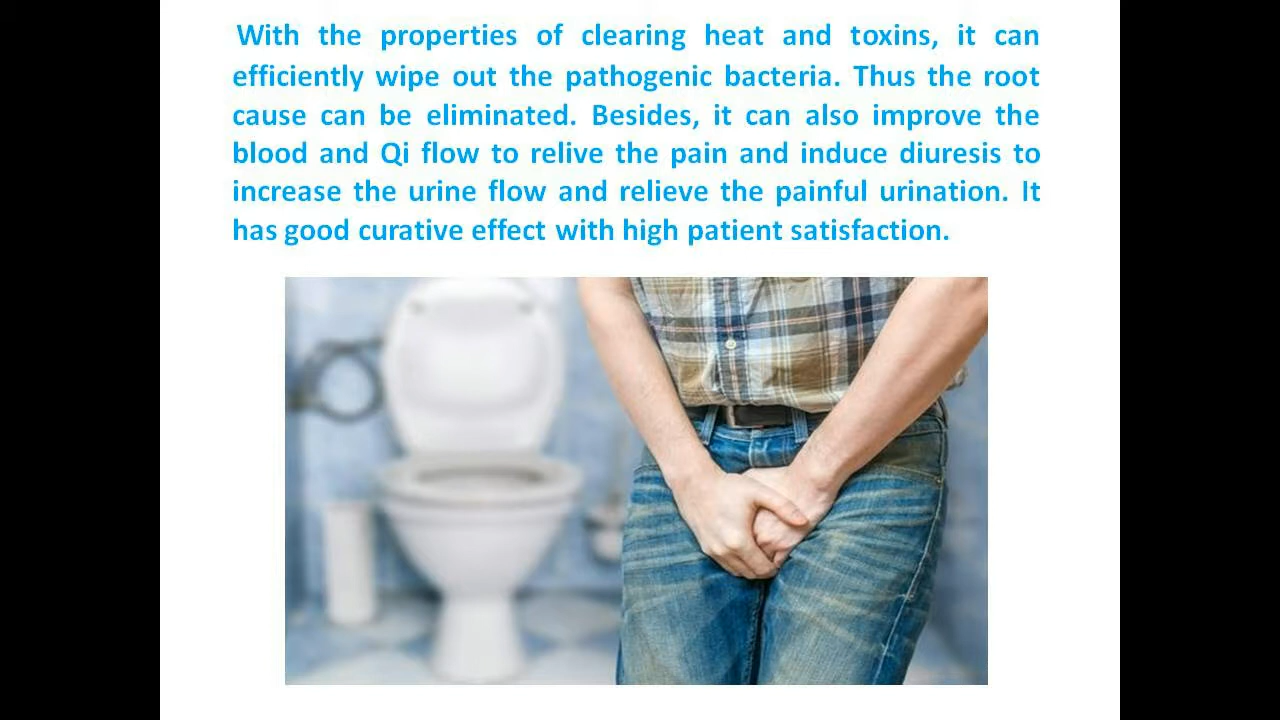 With the properties of clearing heat and toxins, it can
efficiently wipe out the pathogenic bacteria. Thus the root
cause can be eliminated. Besides, it can also improve the
blood and Qi flow to relive the pain and induce diuresis to
increase the urine flow and relieve the painful urination. It
has good curative effect with high patient satisfaction.